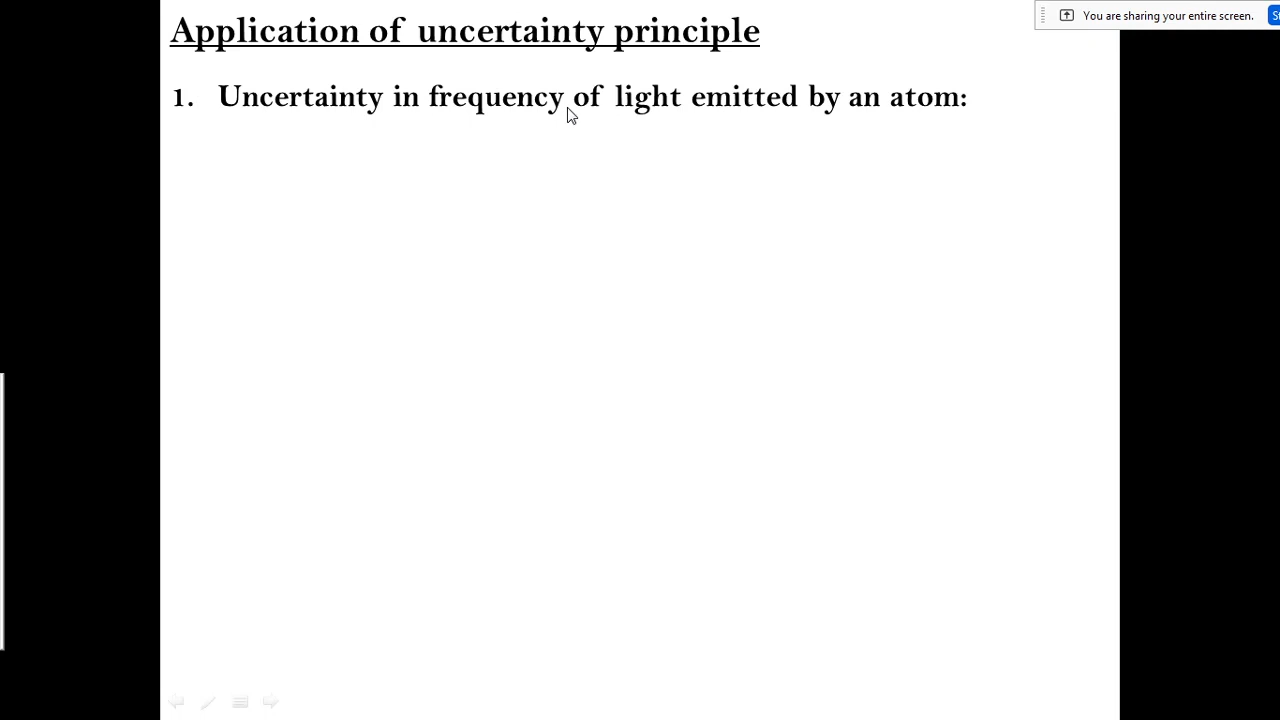 Application of uncertainty principle
You are sharing your entire screen.
1. Uncertainty in frequency of light emitted by an atom: